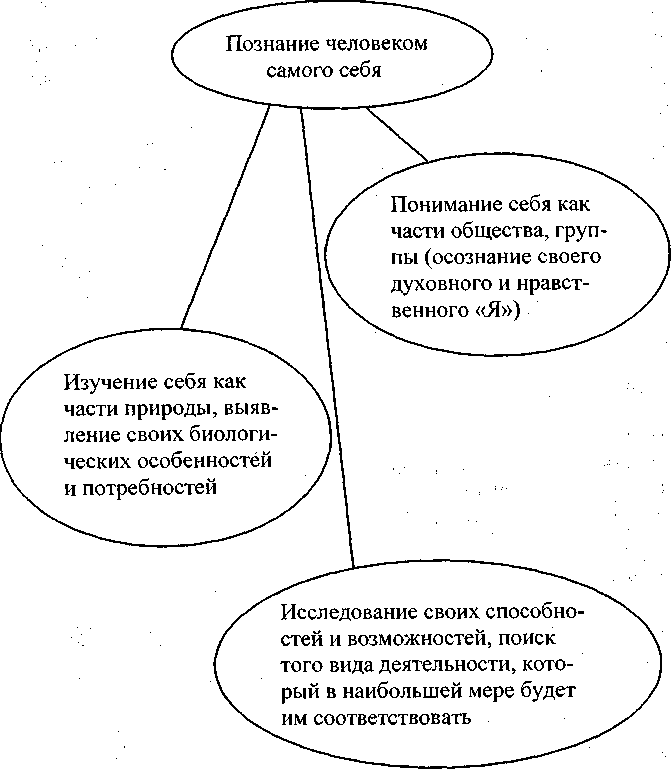 Познание человеком
самого себя
Понимание себя как
части общества, груп-
пы (осознание своего
духовного и нравст-
венного «Я»)
Изучение себя как
части природы, выяв-
ление своих биологи-
ческих особенностей
и потребностей
Исследование своих способно-
стей и возможностей, поиск
того вида деятельности, кото-
рый в наибольшей мере будет
им соответствовать